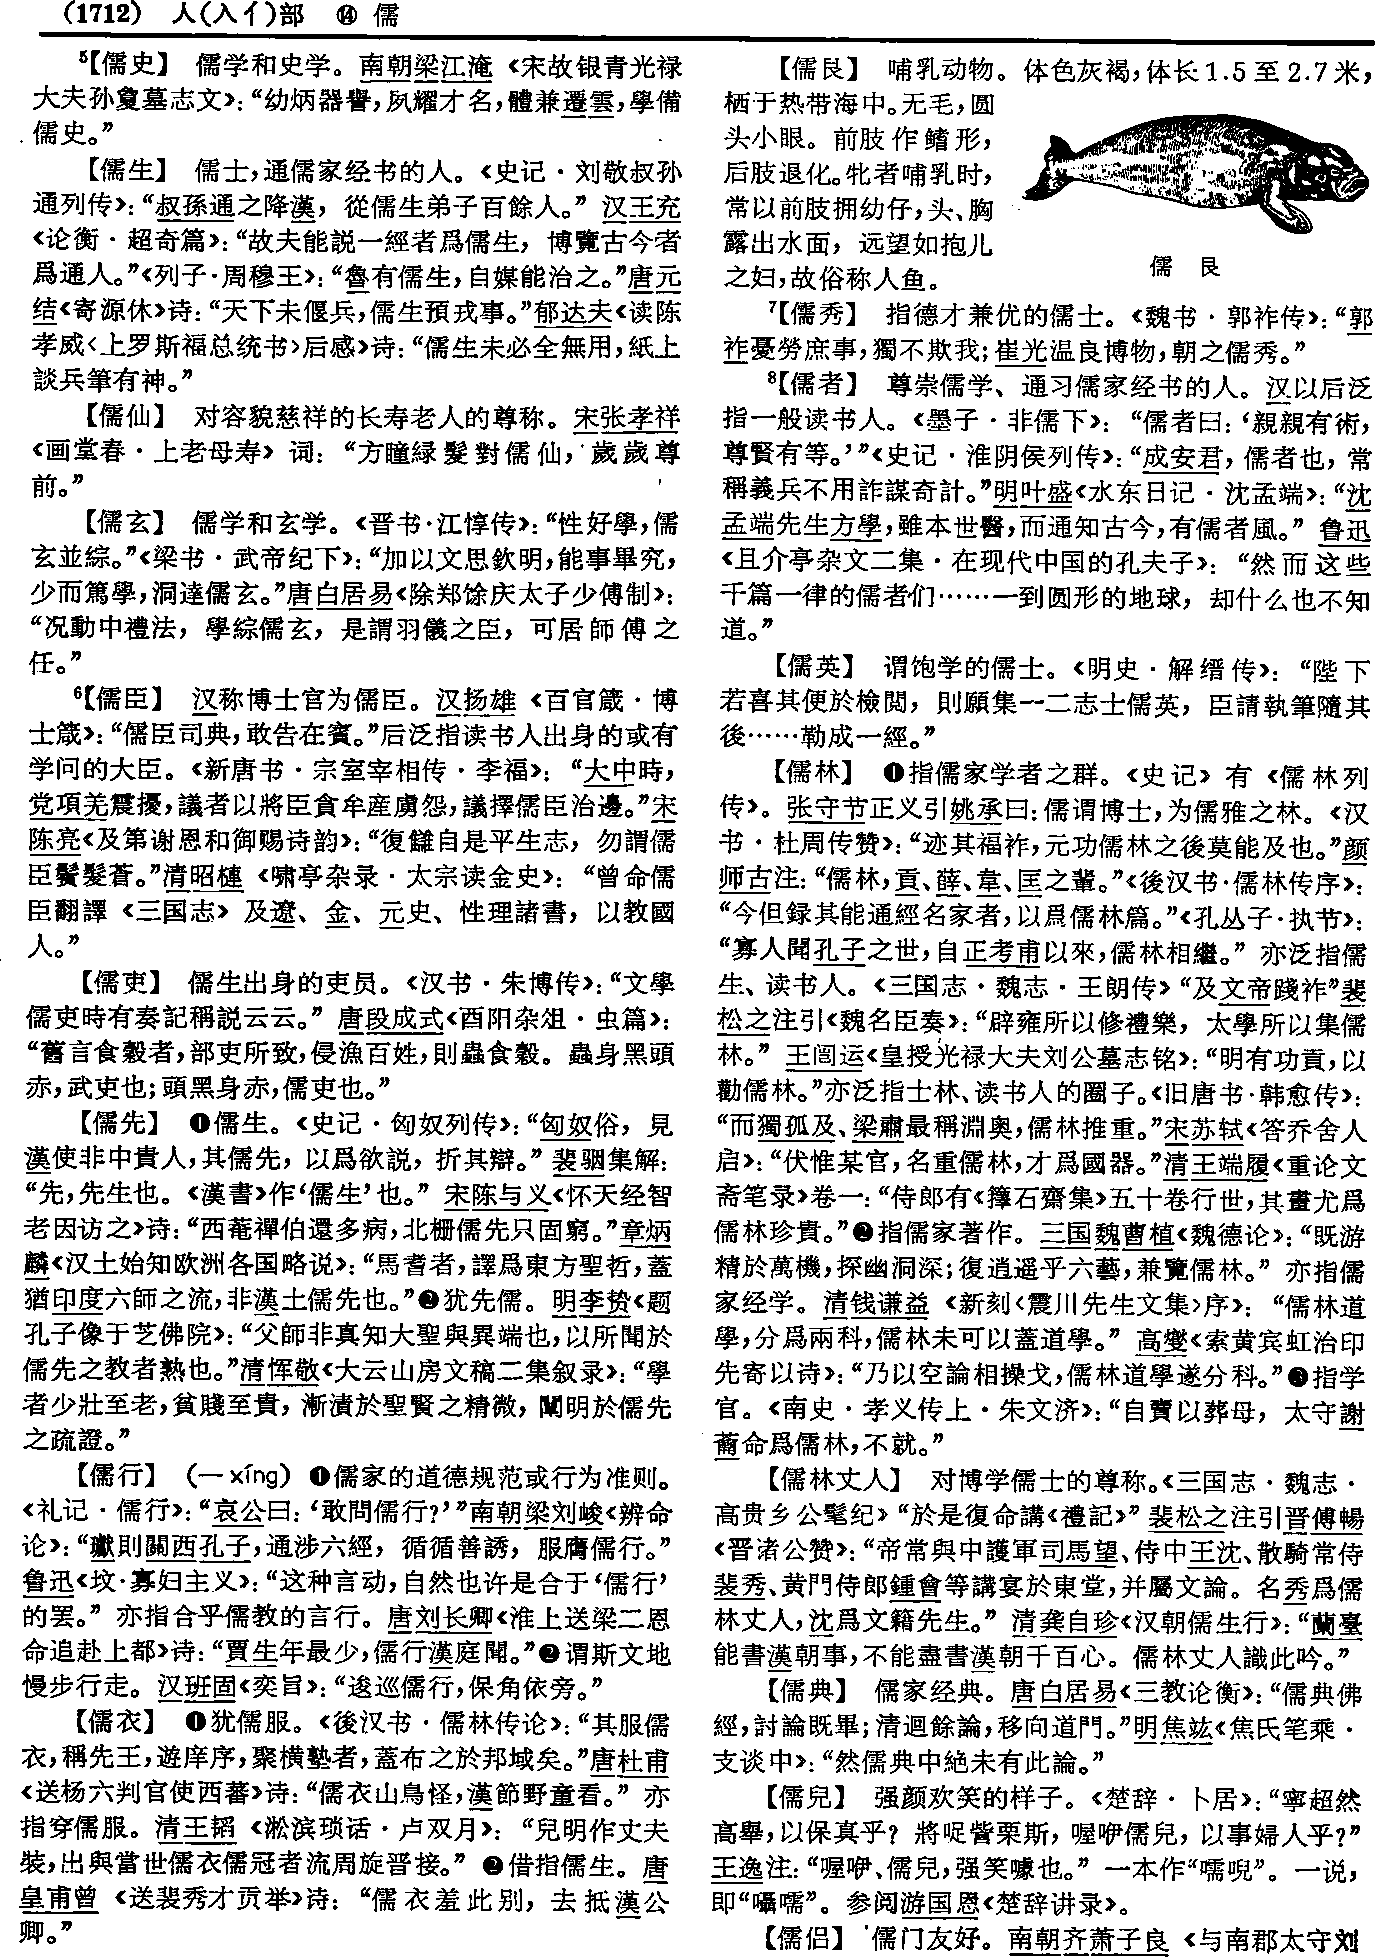 （1712） 人（入亻）部 ⑭ 儒
⁵【儒史】 儒学和史学。南朝梁江淹《宋故银青光禄
大夫孙夐墓志文》：“幼炳器譽，夙耀才名，體兼遷雲，學備
儒史。”
【儒生】 儒士，通儒家经书的人。《史记·刘敬叔孙
通列传》：“叔孫通之降漢，從儒生弟子百餘人。”汉王充
《论衡·超奇篇》：“故夫能説一經者爲儒生，博覽古今者
爲通人。”《列子·周穆王》：“魯有儒生，自媒能治之。”唐元
结《寄源休》诗：“天下未偃兵，儒生預戎事。”郁达夫《读陈
孝威〈上罗斯福总统书〉后感》诗：“儒生未必全無用，紙上
談兵筆有神。”
【儒仙】 对容貌慈祥的长寿老人的尊称。宋张孝祥
《画堂春·上老母寿》词：“方瞳緑髮對儒仙，歲歲尊
前。”
【儒玄】 儒学和玄学。《晋书·江惇传》：“性好學，儒
玄並綜。”《梁书·武帝纪下》：“加以文思欽明，能事畢究，
少而篤學，洞達儒玄。”唐白居易《除郑馀庆太子少傅制》：
“况動中禮法，學綜儒玄，是謂羽儀之臣，可居師傅之
任。”
⁶【儒臣】 汉称博士官为儒臣。汉扬雄《百官箴·博
士箴》：“儒臣司典，敢告在賓。”后泛指读书人出身的或有
学问的大臣。《新唐书·宗室宰相传·李福》：“大中時，
党項羌震擾，議者以將臣貪牟産虜怨，議擇儒臣治邊。”宋
陈亮《及第谢恩和御赐诗韵》：“復讎自是平生志，勿謂儒
臣鬢髮蒼。”清昭槤《啸亭杂录·太宗读金史》：“曾命儒
臣翻譯《三国志》及遼、金、元史、性理諸書，以教國
人。”
【儒吏】 儒生出身的吏员。《汉书·朱博传》：“文學
儒吏時有奏記稱説云云。”唐段成式《酉阳杂俎·虫篇》：
“舊言食穀者，部吏所致，侵漁百姓，則蟲食穀。蟲身黑頭
赤，武吏也；頭黑身赤，儒吏也。”
【儒先】 ❶儒生。《史记·匈奴列传》：“匈奴俗，見
漢使非中貴人，其儒先，以爲欲説，折其辯。”裴骃集解：
“先，先生也。《漢書》作‘儒生’也。”宋陈与义《怀天经智
老因访之》诗：“西菴禪伯還多病，北栅儒先只固窮。”章炳
麟《汉土始知欧洲各国略说》：“馬耆者，譯爲東方聖哲，蓋
猶印度六師之流，非漢土儒先也。”❷犹先儒。明李贽《题
孔子像于芝佛院》：“父師非真知大聖與異端也，以所聞於
儒先之教者熟也。”清恽敬《大云山房文稿二集叙录》：“學
者少壯至老，貧賤至貴，漸漬於聖賢之精微，闡明於儒先
之疏證。”
【儒行】 （一xíng）❶儒家的道德规范或行为准则。
《礼记·儒行》：“哀公曰：‘敢問儒行？’”南朝梁刘峻《辨命
论》：“瓛則關西孔子，通涉六經，循循善誘，服膺儒行。”
鲁迅《坟·寡妇主义》：“这种言动，自然也许是合于‘儒行’
的罢。”亦指合乎儒教的言行。唐刘长卿《淮上送梁二恩
命追赴上都》诗：“賈生年最少，儒行漢庭聞。”❷谓斯文地
慢步行走。汉班固《奕旨》：“逡巡儒行，保角依旁。”
【儒衣】 ❶犹儒服。《後汉书·儒林传论》：“其服儒
衣，稱先王，遊庠序，聚横塾者，蓋布之於邦域矣。”唐杜甫
《送杨六判官使西蕃》诗：“儒衣山鳥怪，漢節野童看。”亦
指穿儒服。清王韬《淞滨琐话·卢双月》：“兒明作丈夫
裝，出與當世儒衣儒冠者流周旋晋接。”❷借指儒生。唐
皇甫曾《送裴秀才贡举》诗：“儒衣羞此别，去抵漢公
卿。”
【儒艮】 哺乳动物。体色灰褐，体长1.5至2.7米，
栖于热带海中。无毛，圆
头小眼。前肢作鳍形，
后肢退化。牝者哺乳时，
常以前肢拥幼仔，头、胸
露出水面，远望如抱儿
之妇，故俗称人鱼。
儒 艮
⁷【儒秀】 指德才兼优的儒士。《魏书·郭祚传》：“郭
祚憂勞庶事，獨不欺我；崔光温良博物，朝之儒秀。”
⁸【儒者】 尊崇儒学、通习儒家经书的人。汉以后泛
指一般读书人。《墨子·非儒下》：“儒者曰：‘親親有術，
尊賢有等。’”《史记·淮阴侯列传》：“成安君，儒者也，常
稱義兵不用詐謀奇計。”明叶盛《水东日记·沈孟端》：“沈
孟端先生方學，雖本世醫，而通知古今，有儒者風。”鲁迅
《且介亭杂文二集·在现代中国的孔夫子》：“然而这些
千篇一律的儒者们……一到圆形的地球，却什么也不知
道。”
【儒英】 谓饱学的儒士。《明史·解缙传》：“陛下
若喜其便於檢閲，則願集一二志士儒英，臣請執筆隨其
後……勒成一經。”
【儒林】 ❶指儒家学者之群。《史记》有《儒林列
传》。张守节正义引姚承曰：儒谓博士，为儒雅之林。《汉
书·杜周传赞》：“迹其福祚，元功儒林之後莫能及也。”颜
师古注：“儒林，貢、薛、韋、匡之輩。”《後汉书·儒林传序》：
“今但録其能通經名家者，以爲儒林篇。”《孔丛子·执节》：
“寡人聞孔子之世，自正考甫以來，儒林相繼。”亦泛指儒
生、读书人。《三国志·魏志·王朗传》“及文帝踐祚”裴
松之注引《魏名臣奏》：“辟雍所以修禮樂，太學所以集儒
林。”王闿运《皇授光禄大夫刘公墓志铭》：“明有功貢，以
勸儒林。”亦泛指士林、读书人的圈子。《旧唐书·韩愈传》：
“而獨孤及、梁肅最稱淵奥，儒林推重。”宋苏轼《答乔舍人
启》：“伏惟某官，名重儒林，才爲國器。”清王端履《重论文
斋笔录》卷一：“侍郎有《籜石齋集》五十卷行世，其畫尤爲
儒林珍貴。”❷指儒家著作。三国魏曹植《魏德论》：“既游
精於萬機，探幽洞深；復逍遥乎六藝，兼覽儒林。”亦指儒
家经学。清钱谦益《新刻〈震川先生文集〉序》：“儒林道
學，分爲兩科，儒林未可以蓋道學。”高燮《索黄宾虹治印
先寄以诗》：“乃以空論相操戈，儒林道學遂分科。”❸指学
官。《南史·孝义传上·朱文济》：“自賣以葬母，太守謝
𤅢命爲儒林，不就。”
【儒林丈人】 对博学儒士的尊称。《三国志·魏志·
高贵乡公髦纪》“於是復命講《禮記》”裴松之注引晋傅暢
《晋诸公赞》：“帝常與中護軍司馬望、侍中王沈、散騎常侍
裴秀、黄門侍郎鍾會等講宴於東堂，并屬文論。名秀爲儒
林丈人，沈爲文籍先生。”清龚自珍《汉朝儒生行》：“蘭臺
能書漢朝事，不能盡書漢朝千百心。儒林丈人識此吟。”
【儒典】 儒家经典。唐白居易《三教论衡》：“儒典佛
經，討論既畢；清迴餘論，移向道門。”明焦竑《焦氏笔乘·
支谈中》：“然儒典中絶未有此論。”
【儒兒】 强颜欢笑的样子。《楚辞·卜居》：“寧超然
高舉，以保真乎？將哫訾栗斯，喔咿儒兒，以事婦人乎？”
王逸注：“喔咿、儒兒，强笑噱也。”一本作“嚅唲”。一说，
即“囁嚅”。参阅游国恩《楚辞讲录》。
【儒侣】 儒门友好。南朝齐萧子良《与南郡太守刘